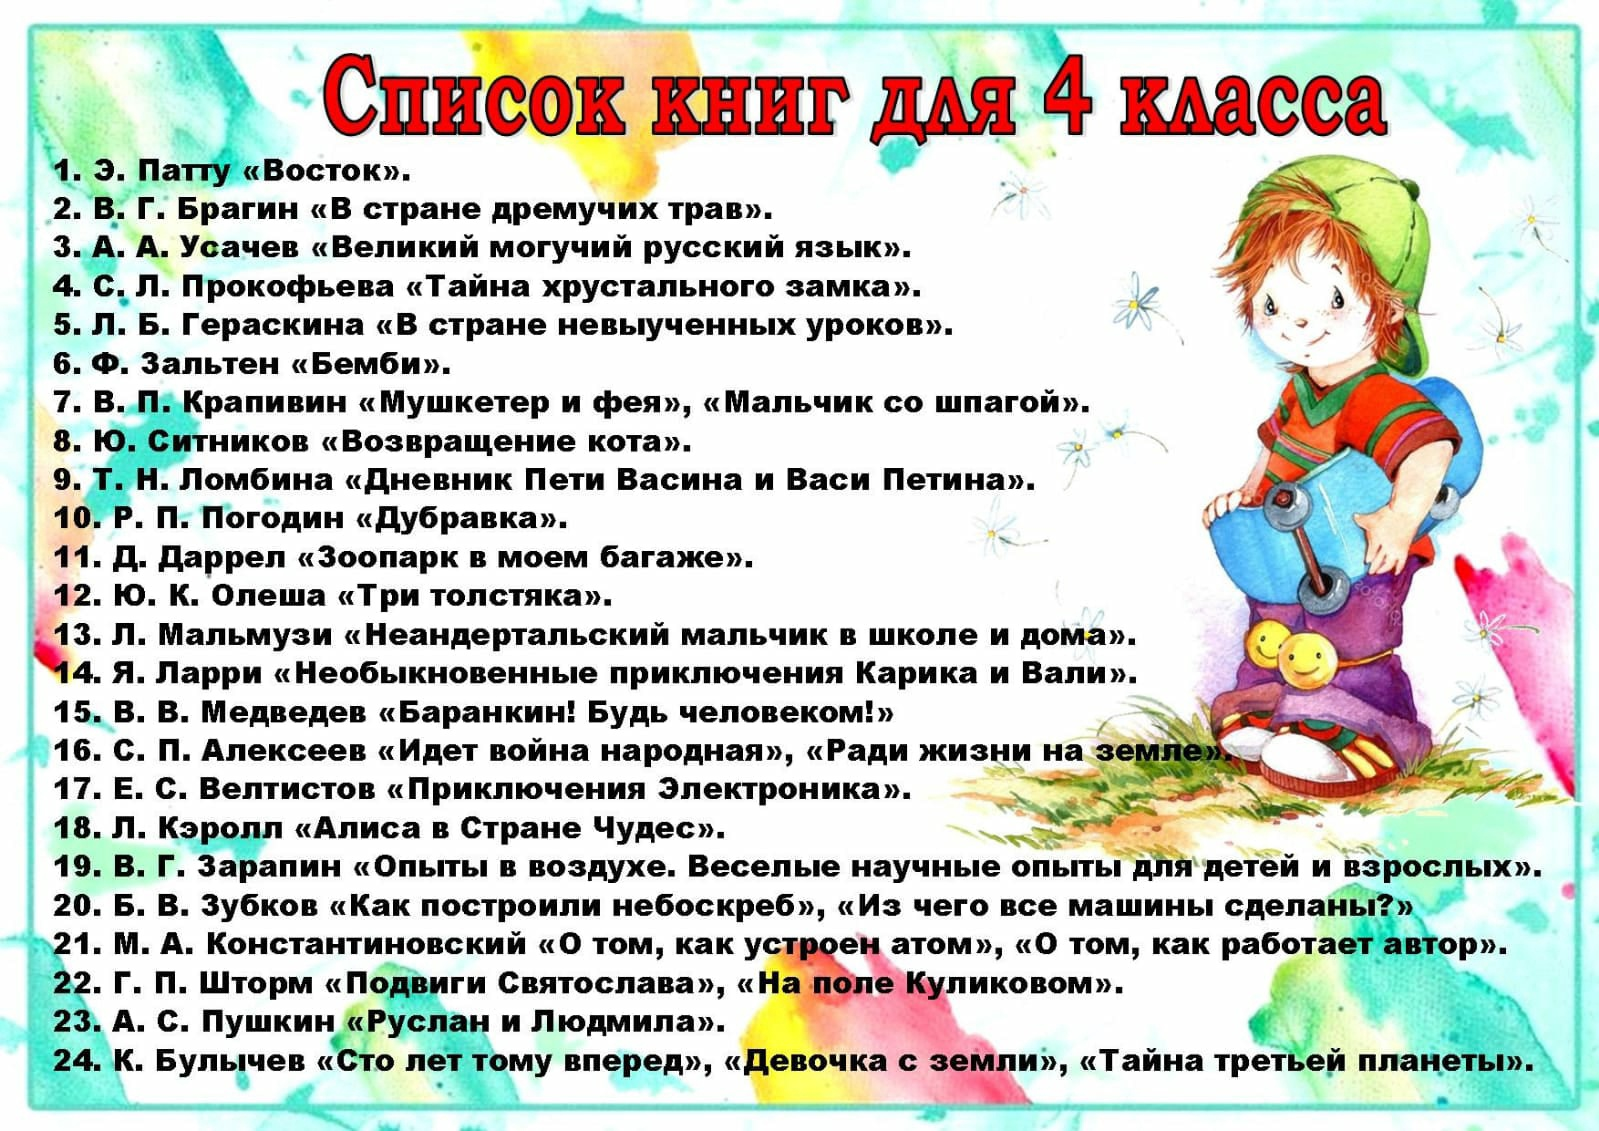 Список книг для 4 класса
1. Э. Патту «Восток».
2. В. Г. Брагин «В стране дремучих трав».
3. А. А. Усачев «Великий могучий русский язык».
4. С. Л. Прокофьева «Тайна хрустального замка».
5. Л. Б. Гераскина «В стране невыученных уроков».
6. Ф. Зальтен «Бемби».
7. В. П. Крапивин «Мушкетер и фея», «Мальчик со шпагой».
8. Ю. Ситников «Возвращение кота».
9. Т. Н. Ломбина «Дневник Пети Васина и Васи Петина».
10. Р. П. Погодин «Дубравка».
11. Д. Даррел «Зоопарк в моем багаже».
12. Ю. К. Олеша «Три толстяка».
13. Л. Мальмузи «Неандертальский мальчик в школе и дома».
14. Я. Ларри «Необыкновенные приключения Карика и Вали».
15. В. В. Медведев «Баранкин! Будь человеком!»
16. С. П. Алексеев «Идет война народная», «Ради жизни на земле».
17. Е. С. Велтистов «Приключения Электроника».
18. Л. Кэролл «Алиса в Стране Чудес».
19. В. Г. Зарапин «Опыты в воздухе. Веселые научные опыты для детей и взрослых».
20. Б. В. Зубков «Как построили небоскреб», «Из чего все машины сделаны?»
21. М. А. Константиновский «О том, как устроен атом», «О том, как работает автор».
22. Г. П. Шторм «Подвиги Святослава», «На поле Куликовом».
23. А. С. Пушкин «Руслан и Людмила».
24. К. Булычев «Сто лет тому вперед», «Девочка с земли», «Тайна третьей планеты».